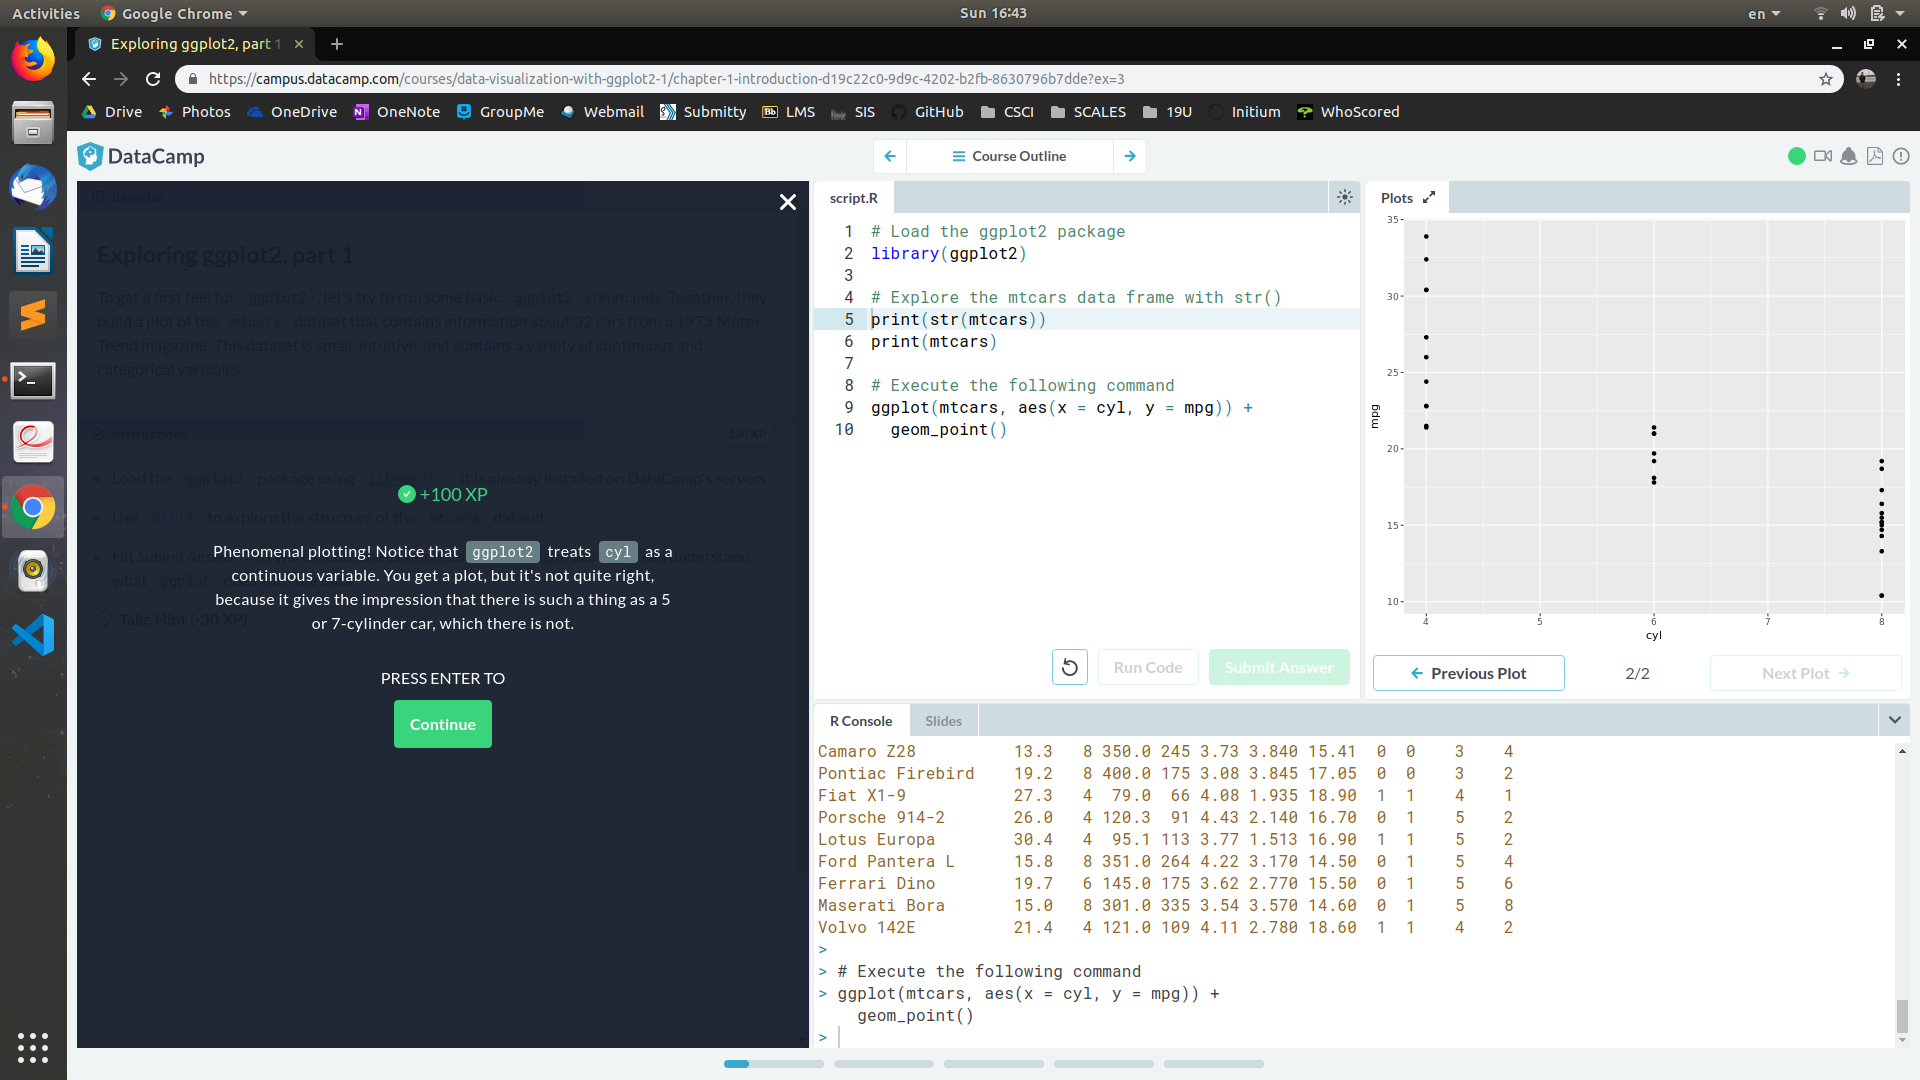 Activities Google Chrome Sun 16:43 en
Exploring ggplot2, part 1
https://campus.datacamp.com/courses/data-visualization-with-ggplot2-1/chapter-1-introduction-d19c22c0-9d9c-4202-b2fb-8630796b7dde?ex=3
Drive Photos OneDrive OneNote GroupMe Webmail Submitty Bb LMS SIS GitHub CSCI SCALES 19U Initium WhoScored
DataCamp
Course Outline
Exercise
Exploring ggplot2, part 1
To get a first feel for ggplot2, let's try to run some basic ggplot2 commands. Together, they
build a plot of the mtcars dataset that contains information about 32 cars from a 1973 Motor
Trend magazine. This dataset is small, intuitive, and contains a variety of continuous and
categorical variables.
Instructions 100 XP
Load the ggplot2 package using library(). It is already installed on DataCamp's servers.
Use str() to explore the structure of the mtcars dataset.
Hit Submit understand
what ggplot
Take Hint (-30 XP)
+100 XP
Phenomenal plotting! Notice that ggplot2 treats cyl as a
continuous variable. You get a plot, but it's not quite right,
because it gives the impression that there is such a thing as a 5
or 7-cylinder car, which there is not.
PRESS ENTER TO
Continue
script.R
1 # Load the ggplot2 package
2 library(ggplot2)
3
4 # Explore the mtcars data frame with str()
5 print(str(mtcars))
6 print(mtcars)
7
8 # Execute the following command
9 ggplot(mtcars, aes(x = cyl, y = mpg)) +
10 geom_point()
Run Code Submit Answer
Plots
35
30
25
20
15
10
mpg
4 5 6 7 8
cyl
Previous Plot 2/2 Next Plot
R Console Slides
Camaro Z28 13.3 8 350.0 245 3.73 3.840 15.41 0 0 3 4
Pontiac Firebird 19.2 8 400.0 175 3.08 3.845 17.05 0 0 3 2
Fiat X1-9 27.3 4 79.0 66 4.08 1.935 18.90 1 1 4 1
Porsche 914-2 26.0 4 120.3 91 4.43 2.140 16.70 0 1 5 2
Lotus Europa 30.4 4 95.1 113 3.77 1.513 16.90 1 1 5 2
Ford Pantera L 15.8 8 351.0 264 4.22 3.170 14.50 0 1 5 4
Ferrari Dino 19.7 6 145.0 175 3.62 2.770 15.50 0 1 5 6
Maserati Bora 15.0 8 301.0 335 3.54 3.570 14.60 0 1 5 8
Volvo 142E 21.4 4 121.0 109 4.11 2.780 18.60 1 1 4 2
>
> # Execute the following command
> ggplot(mtcars, aes(x = cyl, y = mpg)) +
geom_point()
>